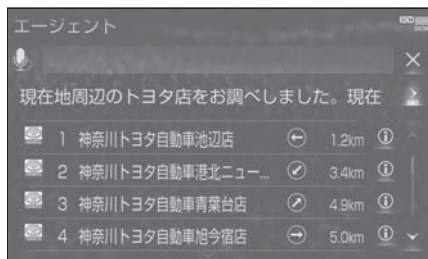 エージェント
DCM
現在地周辺のトヨタ店をお調べしました。現在
1 神奈川トヨタ自動車池辺店 1.2km
2 神奈川トヨタ自動車港北ニュー... 3.4km
3 神奈川トヨタ自動車青葉台店 4.9km
4 神奈川トヨタ自動車旭今宿店 5.0km